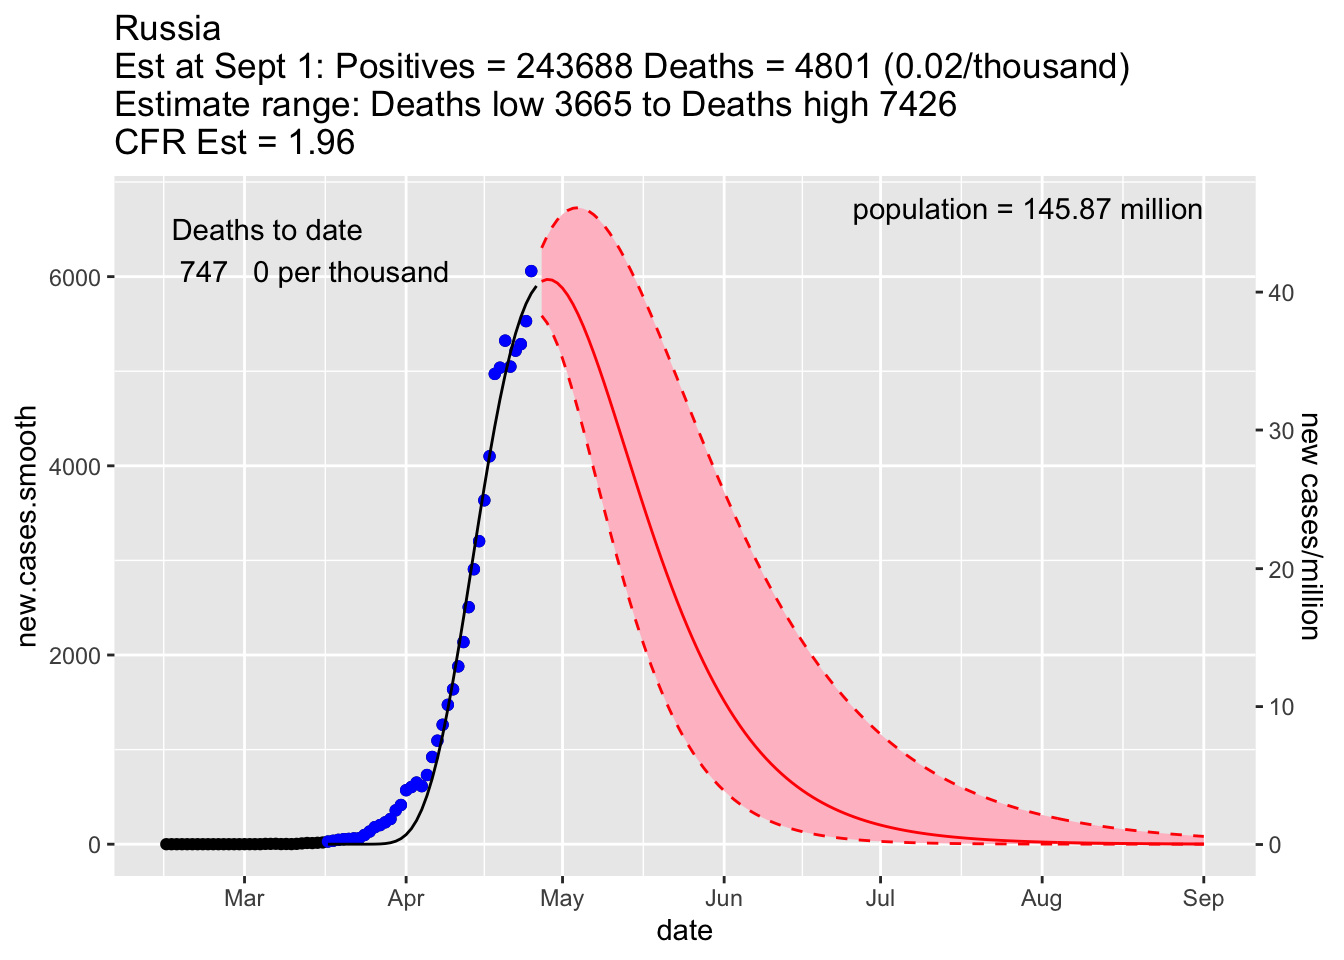 Russia
Est at Sept 1: Positives = 243688 Deaths = 4801 (0.02/thousand)
Estimate range: Deaths low 3665 to Deaths high 7426
CFR Est = 1.96
population = 145.87 million
Deaths to date
747 0 per thousand
new.cases.smooth
6000
4000
2000
0
40
30
20
10
0
new cases/million
Mar Apr May Jun Jul Aug Sep
date